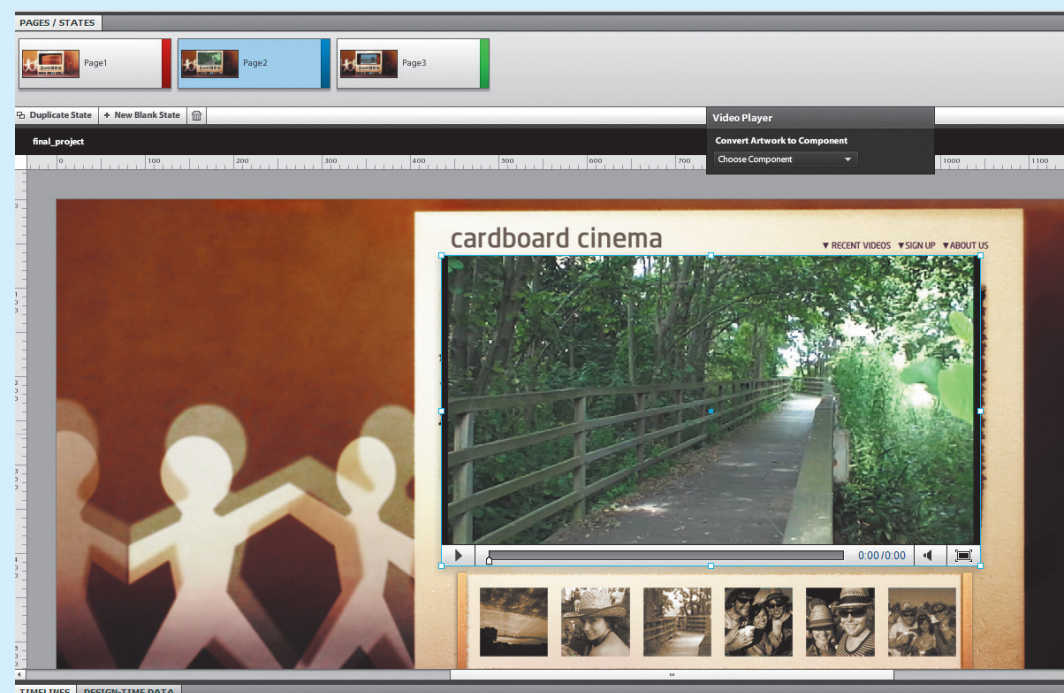 PAGES / STATES
Page1
Page2
Page3
Duplicate State
+ New Blank State
Video Player
final_project
Convert Artwork to Component
Choose Component
0 100 200 300 400 500 600 700 1000 1100
cardboard cinema
▼ RECENT VIDEOS ▼ SIGN UP ▼ ABOUT US
0:00/0:00
TIMELINES
DESIGN-TIME DATA